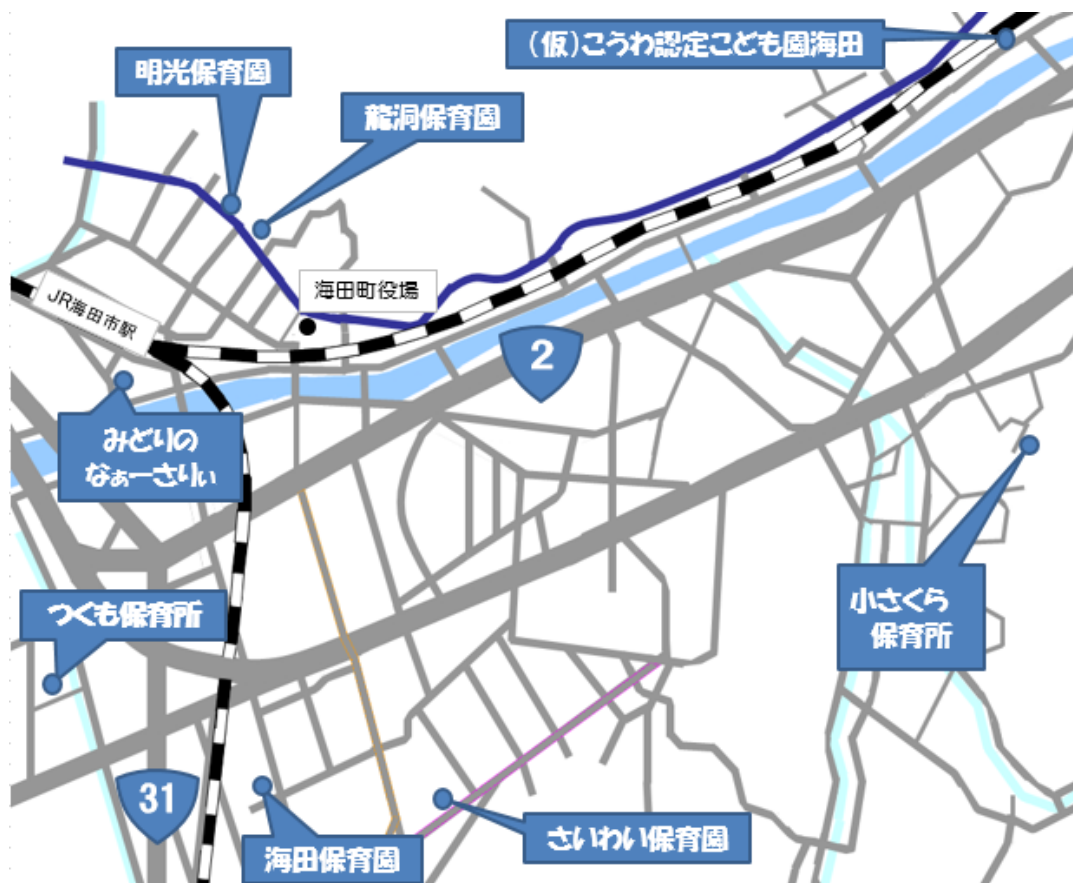 (仮)こうわ認定こども園海田
明光保育園
龍洞保育園
海田町役場
JR海田市駅
2
みどりの
なぁーさりぃ
つくも保育所
小さくら
保育所
31
海田保育園
さいわい保育園